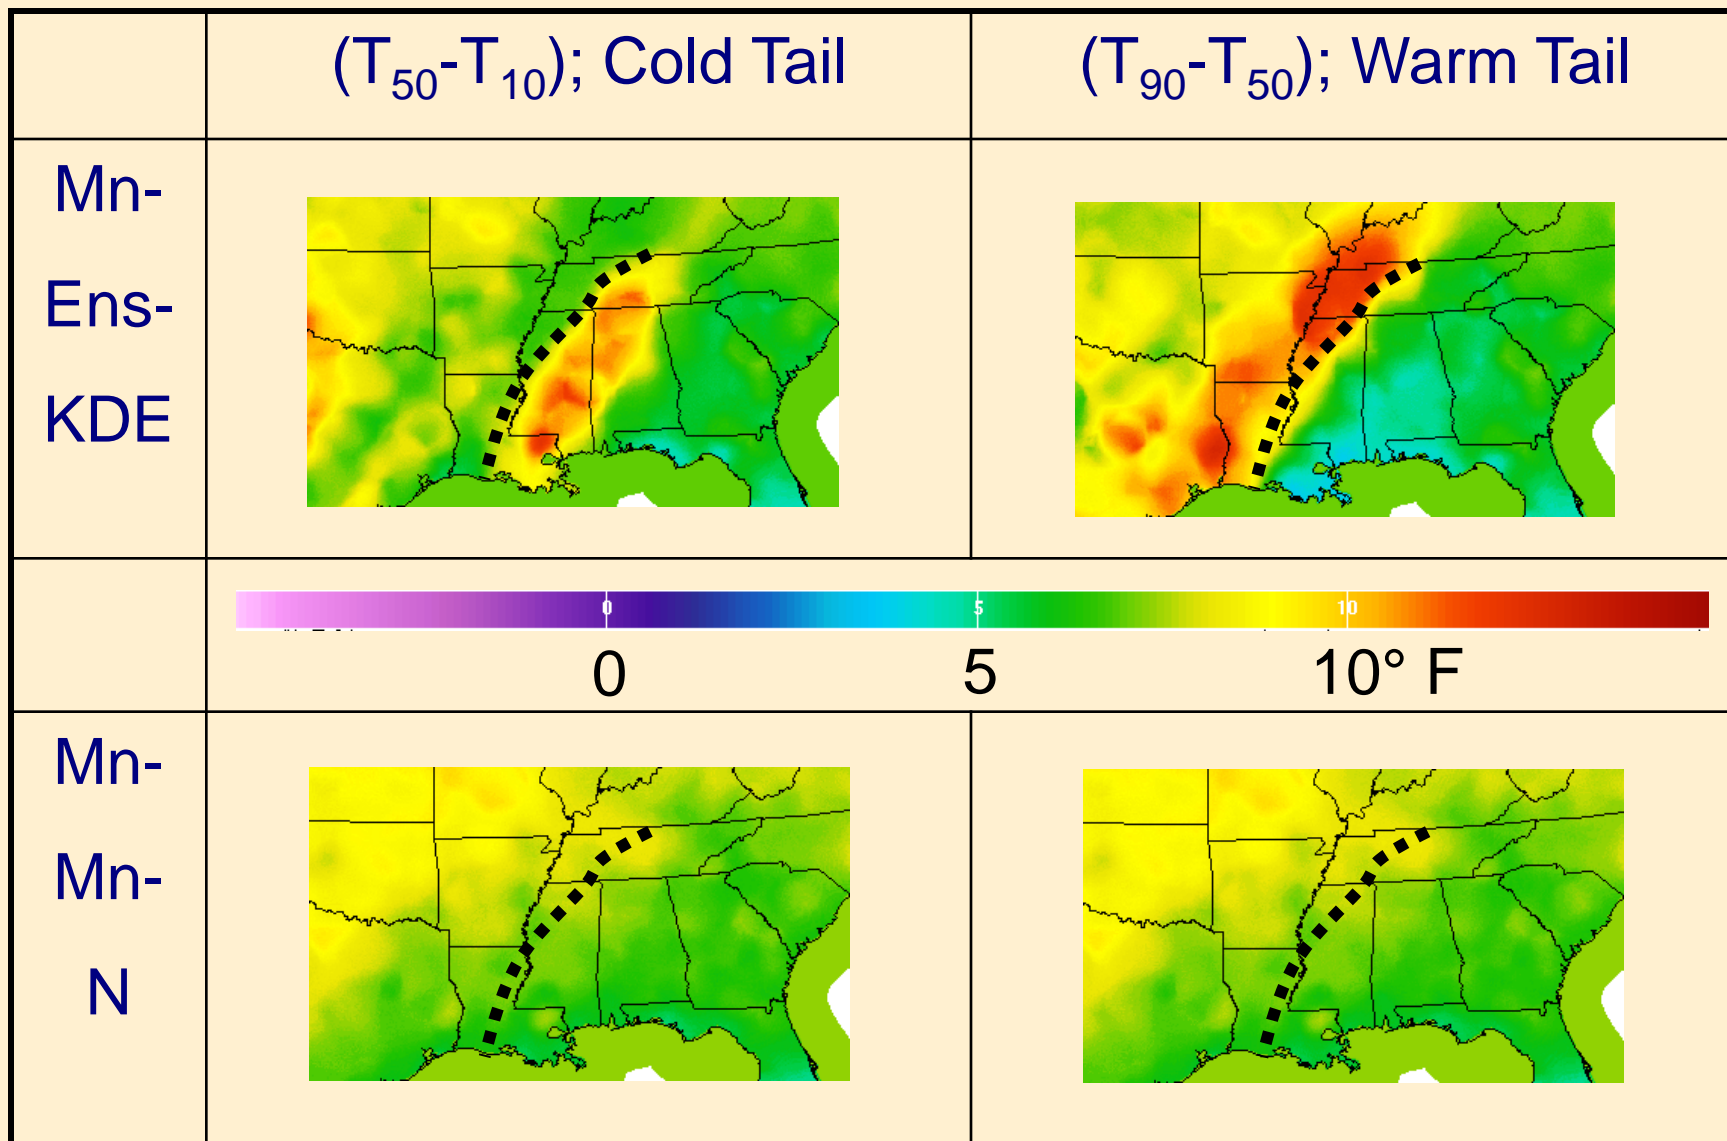 (T50-T10); Cold Tail
(T90-T50); Warm Tail
Mn-
Ens-
KDE
0 5 10
0 5 10° F
Mn-
Mn-
N